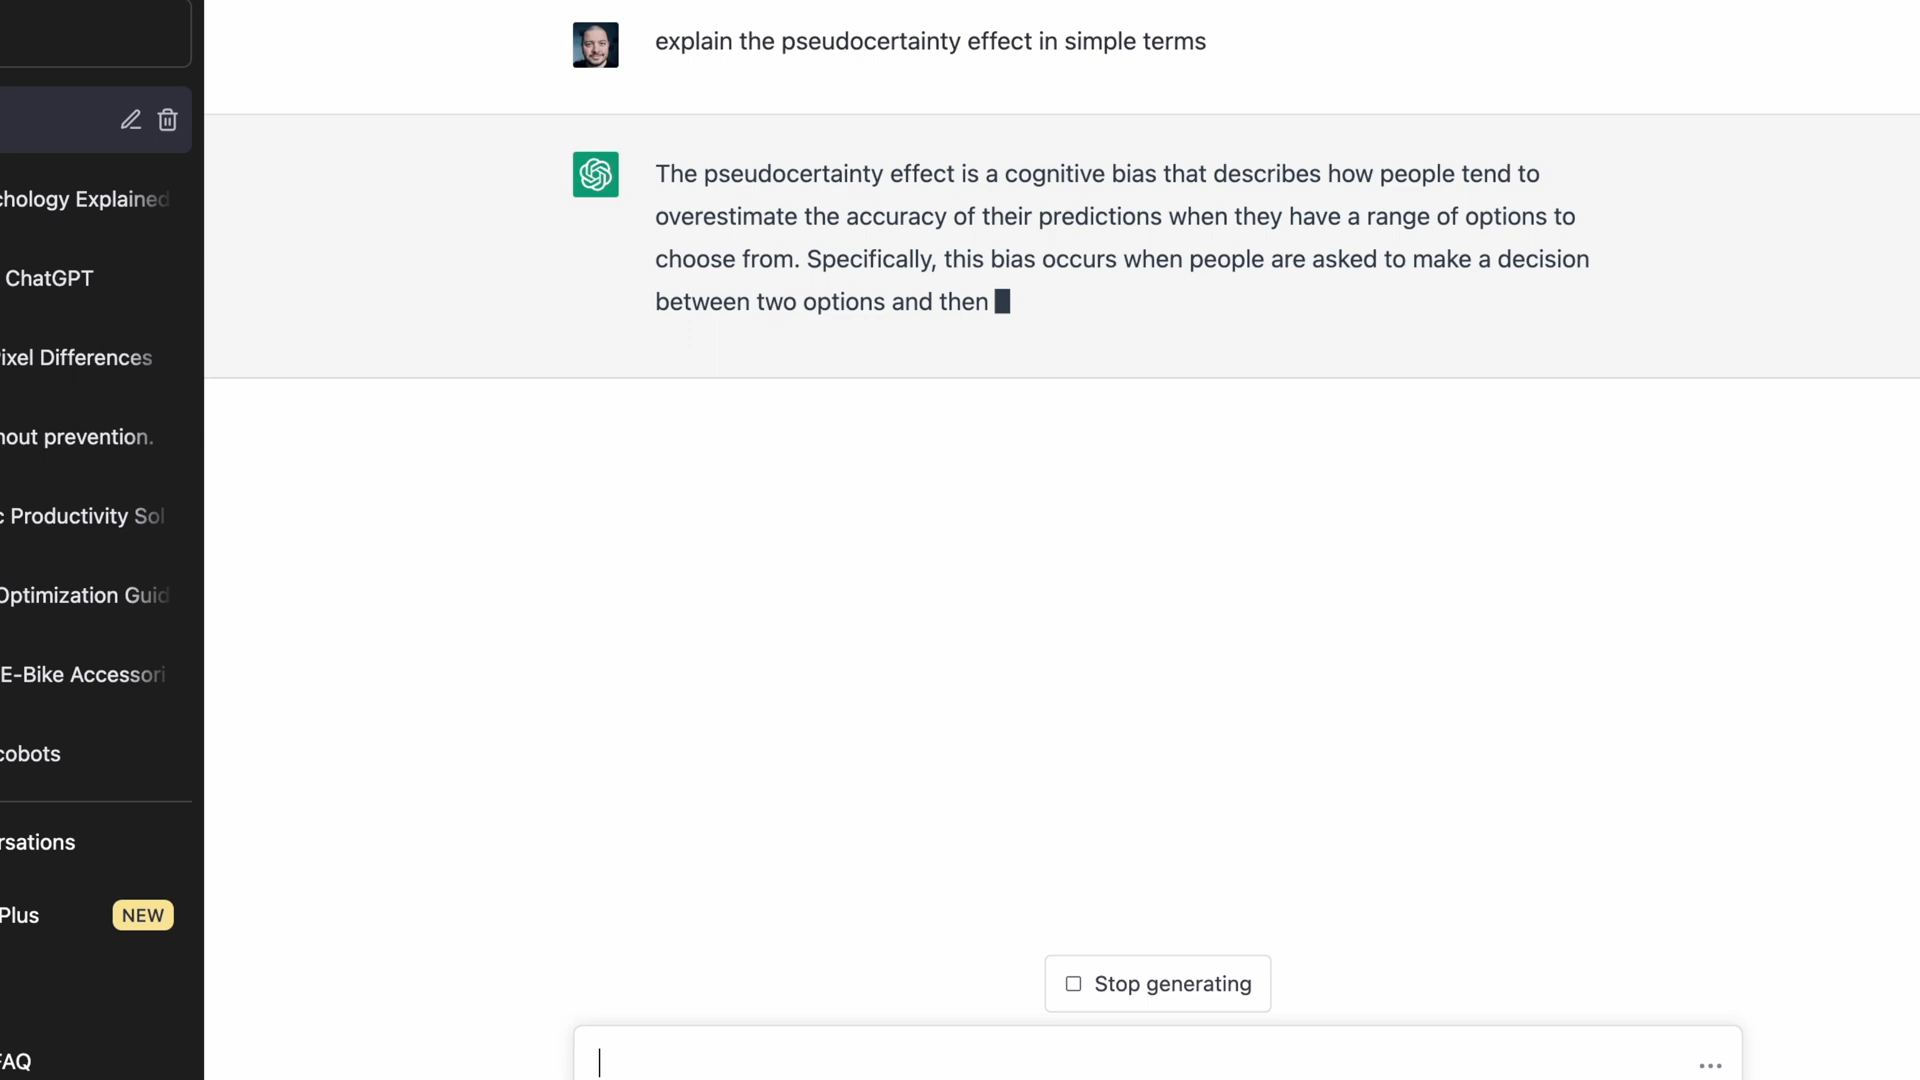 explain the pseudocertainty effect in simple terms
The pseudocertainty effect is a cognitive bias that describes how people tend to
overestimate the accuracy of their predictions when they have a range of options to
choose from. Specifically, this bias occurs when people are asked to make a decision
between two options and then
chology Explained
ChatGPT
ixel Differences
nout prevention.
c Productivity Sol
Optimization Guid
E-Bike Accessori
cobots
rsations
Plus
NEW
FAQ
Stop generating